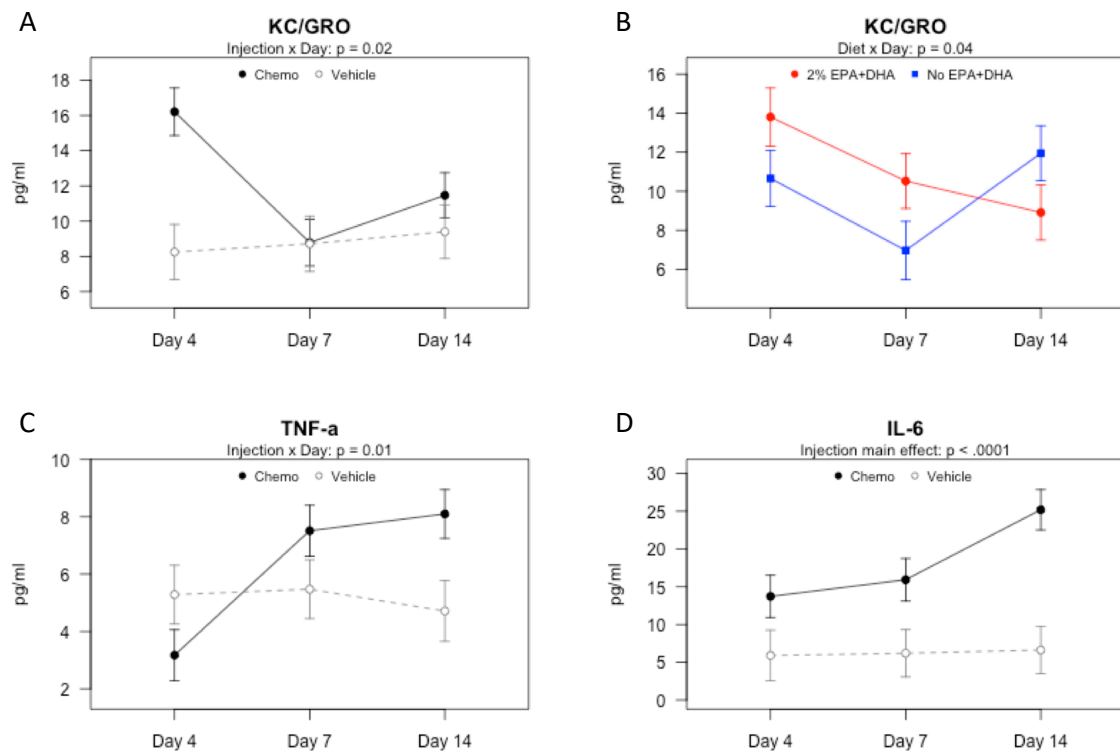 A
KC/GRO
Injection x Day: p = 0.02
Chemo Vehicle
18
16
14
12
10
8
6
pg/ml
Day 4 Day 7 Day 14
B
KC/GRO
Diet x Day: p = 0.04
2% EPA+DHA No EPA+DHA
16
14
12
10
8
6
pg/ml
Day 4 Day 7 Day 14
C
TNF-a
Injection x Day: p = 0.01
Chemo Vehicle
10
8
6
4
2
pg/ml
Day 4 Day 7 Day 14
D
IL-6
Injection main effect: p < .0001
Chemo Vehicle
30
25
20
15
10
5
0
pg/ml
Day 4 Day 7 Day 14